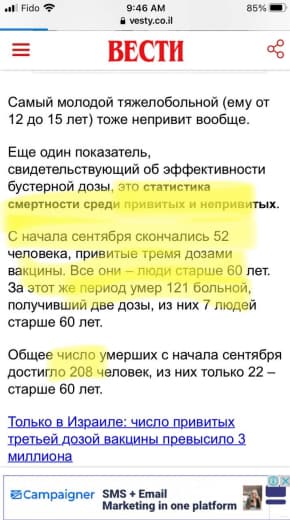 Fido 9:46 AM 85%
vesty.co.il
ВЕСТИ
Самый молодой тяжелобольной (ему от
12 до 15 лет) тоже непривит вообще.
Еще один показатель,
свидетельствующий об эффективности
бустерной дозы, это статистика
смертности среди привитых и непривитых.
С начала сентября скончались 52
человека, привитые тремя дозами
вакцины. Все они – люди старше 60 лет.
За этот же период умер 121 больной,
получивший две дозы, из них 7 людей
старше 60 лет.
Общее число умерших с начала сентября
достигло 208 человек, из них только 22 –
старше 60 лет.
Только в Израиле: число привитых
третьей дозой вакцины превысило 3
миллиона
Campaigner
SMS + Email
Marketing in one platform